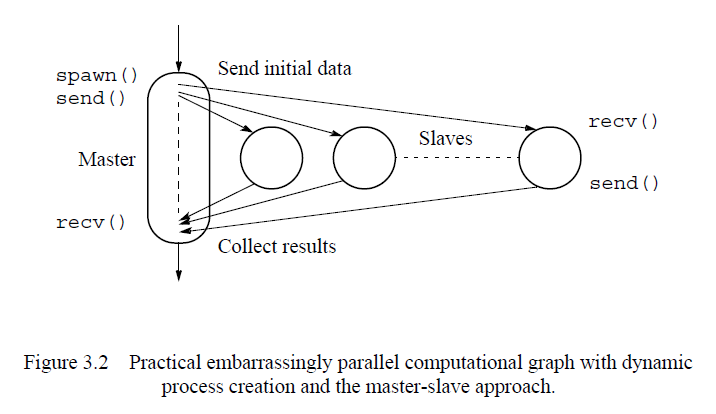 Send initial data
spawn()
send()
recv()
Slaves
Master
send()
recv()
Collect results
Figure 3.2 Practical embarrassingly parallel computational graph with dynamic
process creation and the master-slave approach.